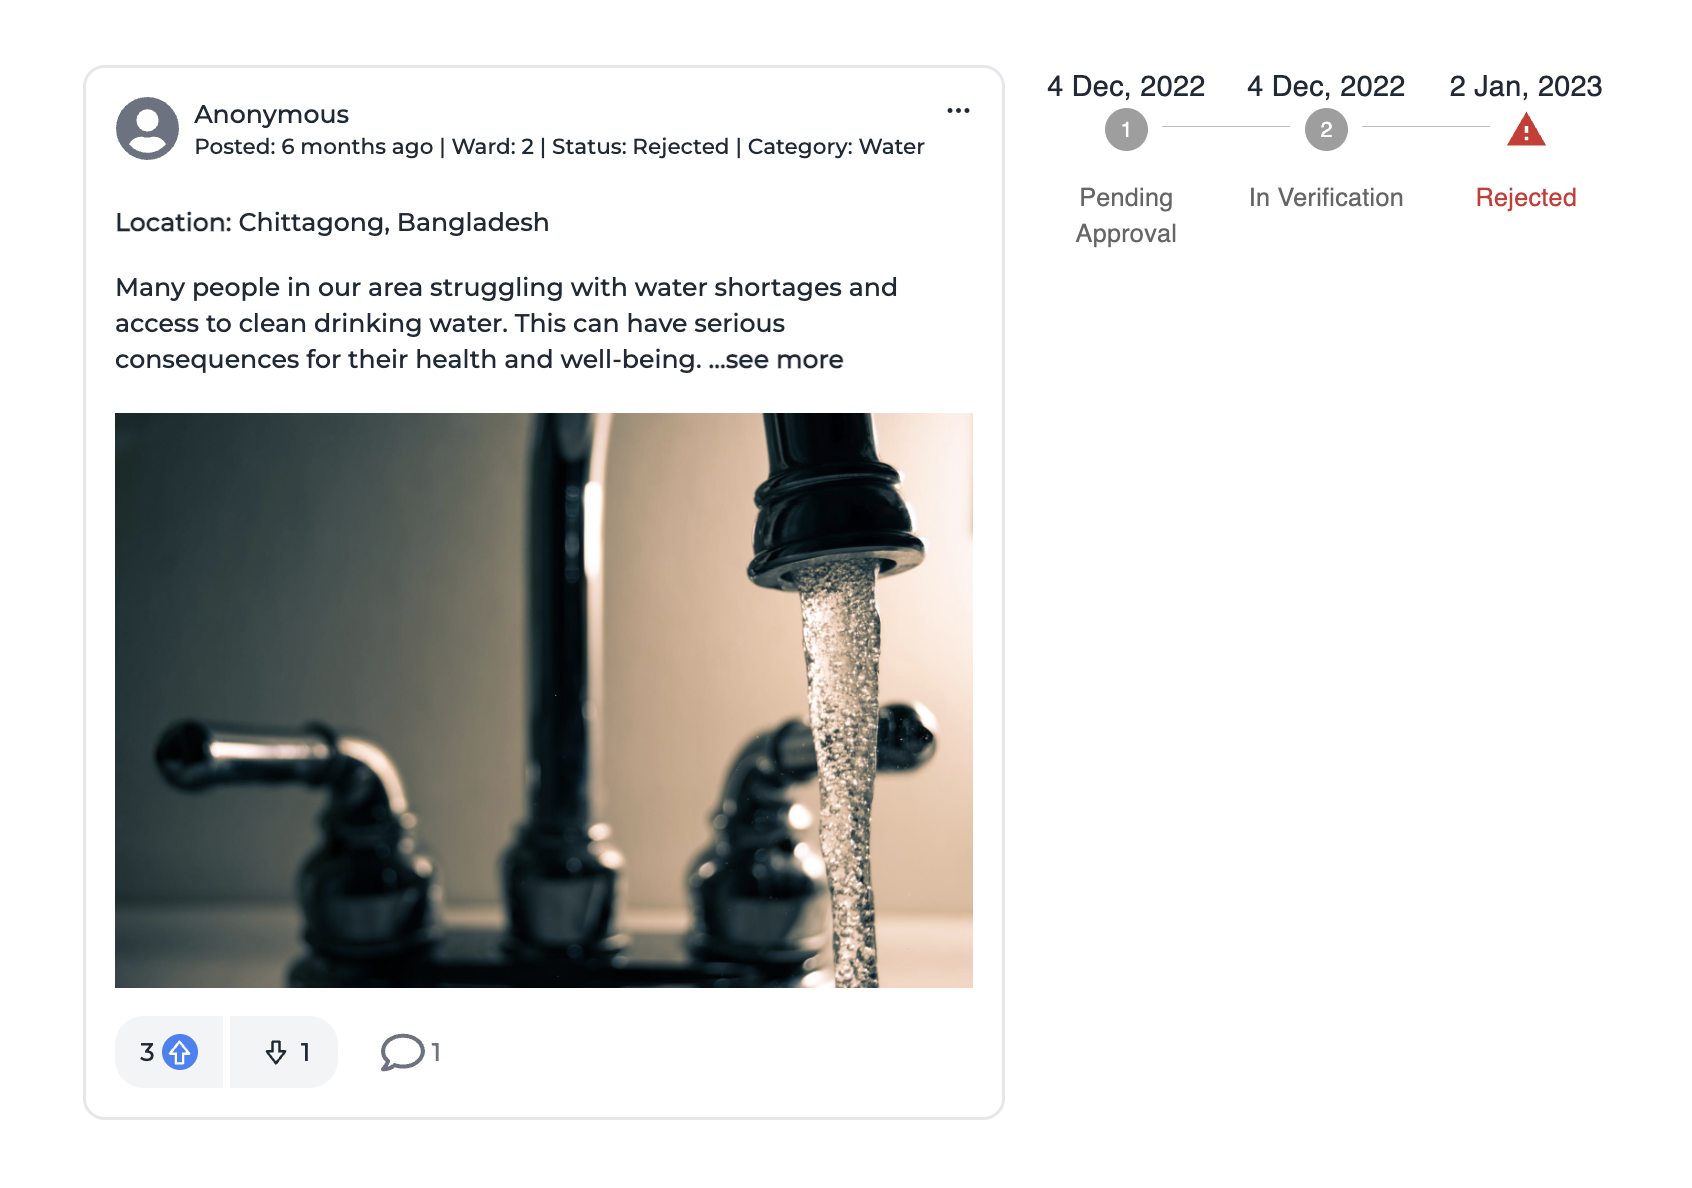 Anonymous
Posted: 6 months ago | Ward: 2 | Status: Rejected | Category: Water
Location: Chittagong, Bangladesh
Many people in our area struggling with water shortages and
access to clean drinking water. This can have serious
consequences for their health and well-being. ...see more
3
1
1
4 Dec, 2022
4 Dec, 2022
2 Jan, 2023
1
2
Pending
Approval
In Verification
Rejected